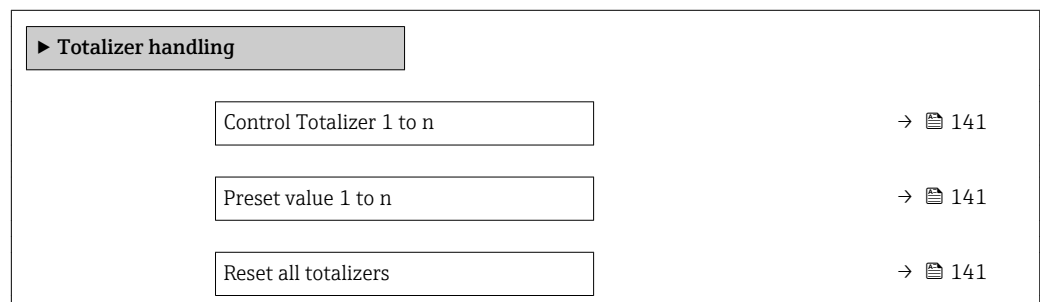 ▶ Totalizer handling
Control Totalizer 1 to n → 141
Preset value 1 to n → 141
Reset all totalizers → 141